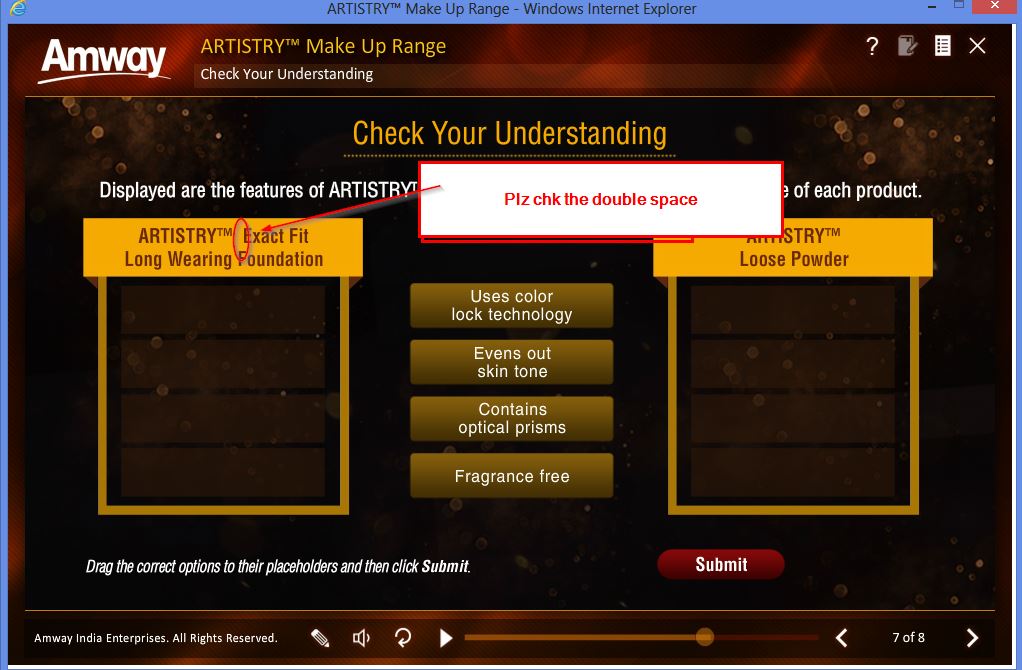 ARTISTRY™ Make Up Range - Windows Internet Explorer
Amway
ARTISTRY™ Make Up Range
Check Your Understanding
?
Check Your Understanding
Displayed are the features of ARTISTRY™ e of each product.
Plz chk the double space
ARTISTRY™  Exact Fit
Long Wearing Foundation
ARTISTRY™
Loose Powder
Uses color
lock technology
Evens out
skin tone
Contains
optical prisms
Fragrance free
Drag the correct options to their placeholders and then click Submit.
Submit
Amway India Enterprises. All Rights Reserved.
7 of 8